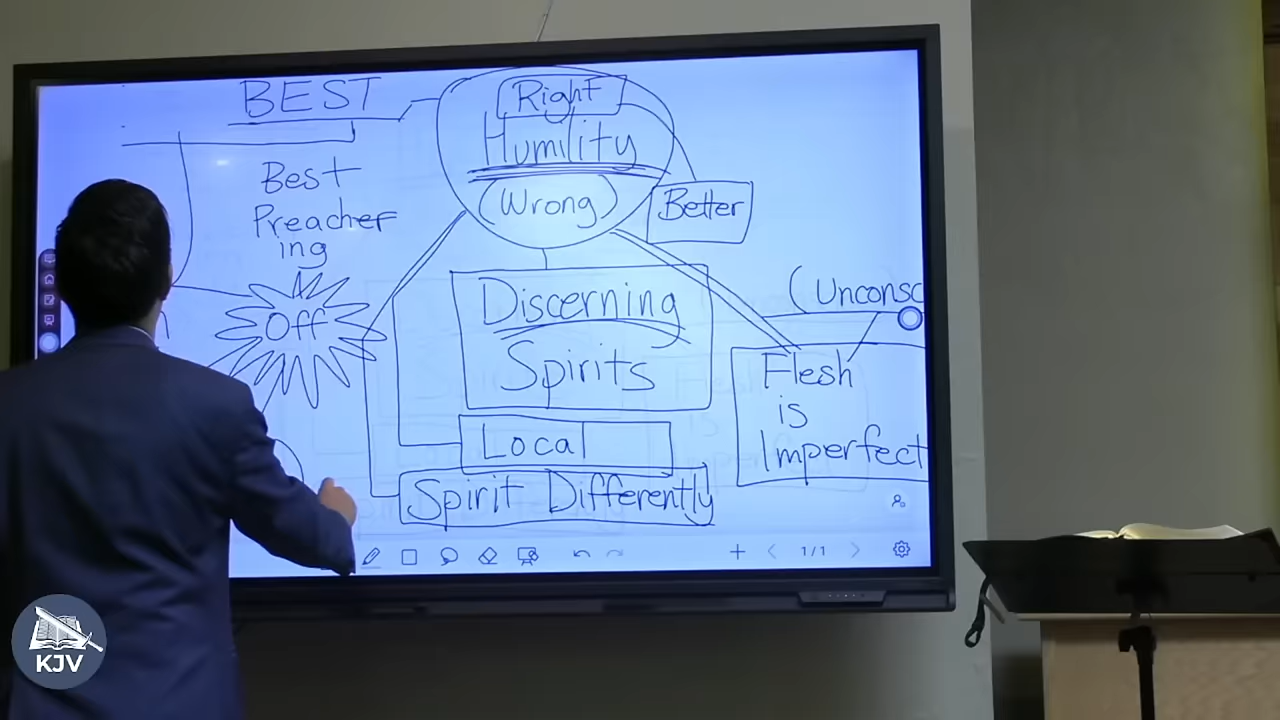 BEST
Right
Humility
(Wrong)
Better
Best
Preacher
ing
Off
Discerning
Spirits
Local
Spirit Differently
(Unconsc
Flesh
is
Imperfect
1/1
KJV